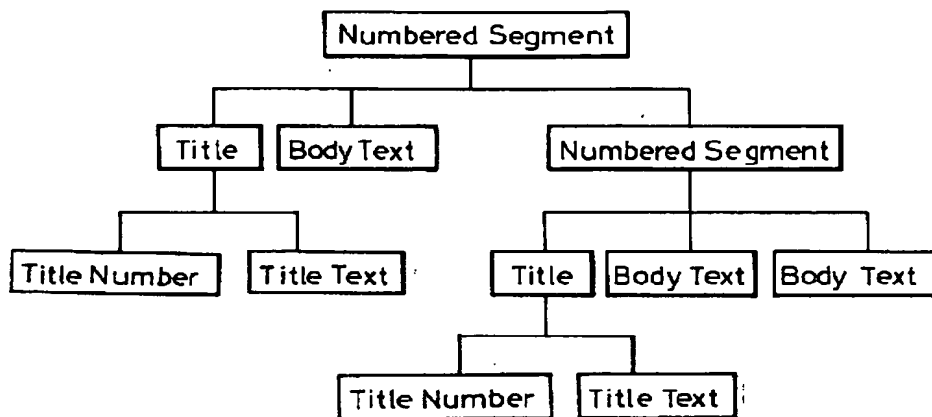 Numbered Segment
Title
Body Text
Numbered Segment
Title Number
Title Text
Title
Body Text
Body Text
Title Number
Title Text